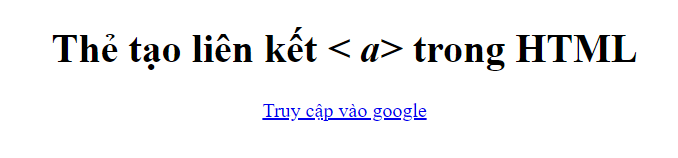 Thẻ tạo liên kết < a> trong HTML
Truy cập vào google